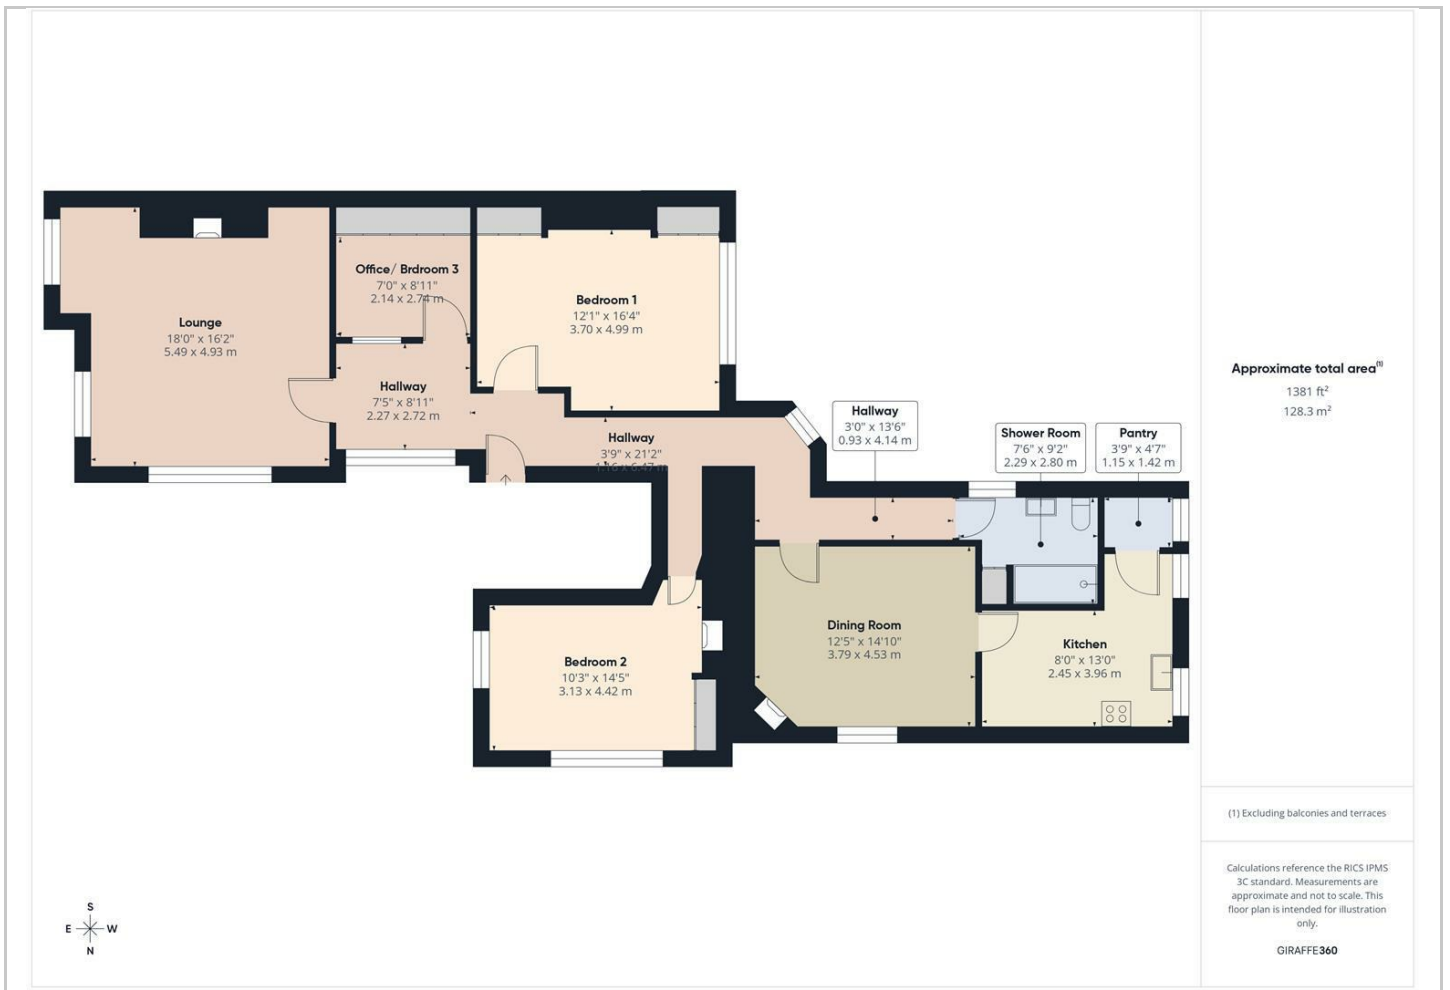 Lounge
18'0" x 16'2"
5.49 x 4.93 m
Office/ Brdroom 3
7'0" x 8'11"
2.14 x 2.74 m
Bedroom 1
12'1" x 16'4"
3.70 x 4.99 m
Hallway
7'5" x 8'11"
2.27 x 2.72 m
Hallway
3'9" x 21'2"
1.16 x 6.47 m
Hallway
3'0" x 13'6"
0.93 x 4.14 m
Shower Room
7'6" x 9'2"
2.29 x 2.80 m
Pantry
3'9" x 4'7"
1.15 x 1.42 m
Bedroom 2
10'3" x 14'5"
3.13 x 4.42 m
Dining Room
12'5" x 14'10"
3.79 x 4.53 m
Kitchen
8'0" x 13'0"
2.45 x 3.96 m
S
E W
N
Approximate total area(1)
1381 ft²
128.3 m²
(1) Excluding balconies and terraces
Calculations reference the RICS IPMS
3C standard. Measurements are
approximate and not to scale. This
floor plan is intended for illustration
only.
GIRAFFE360